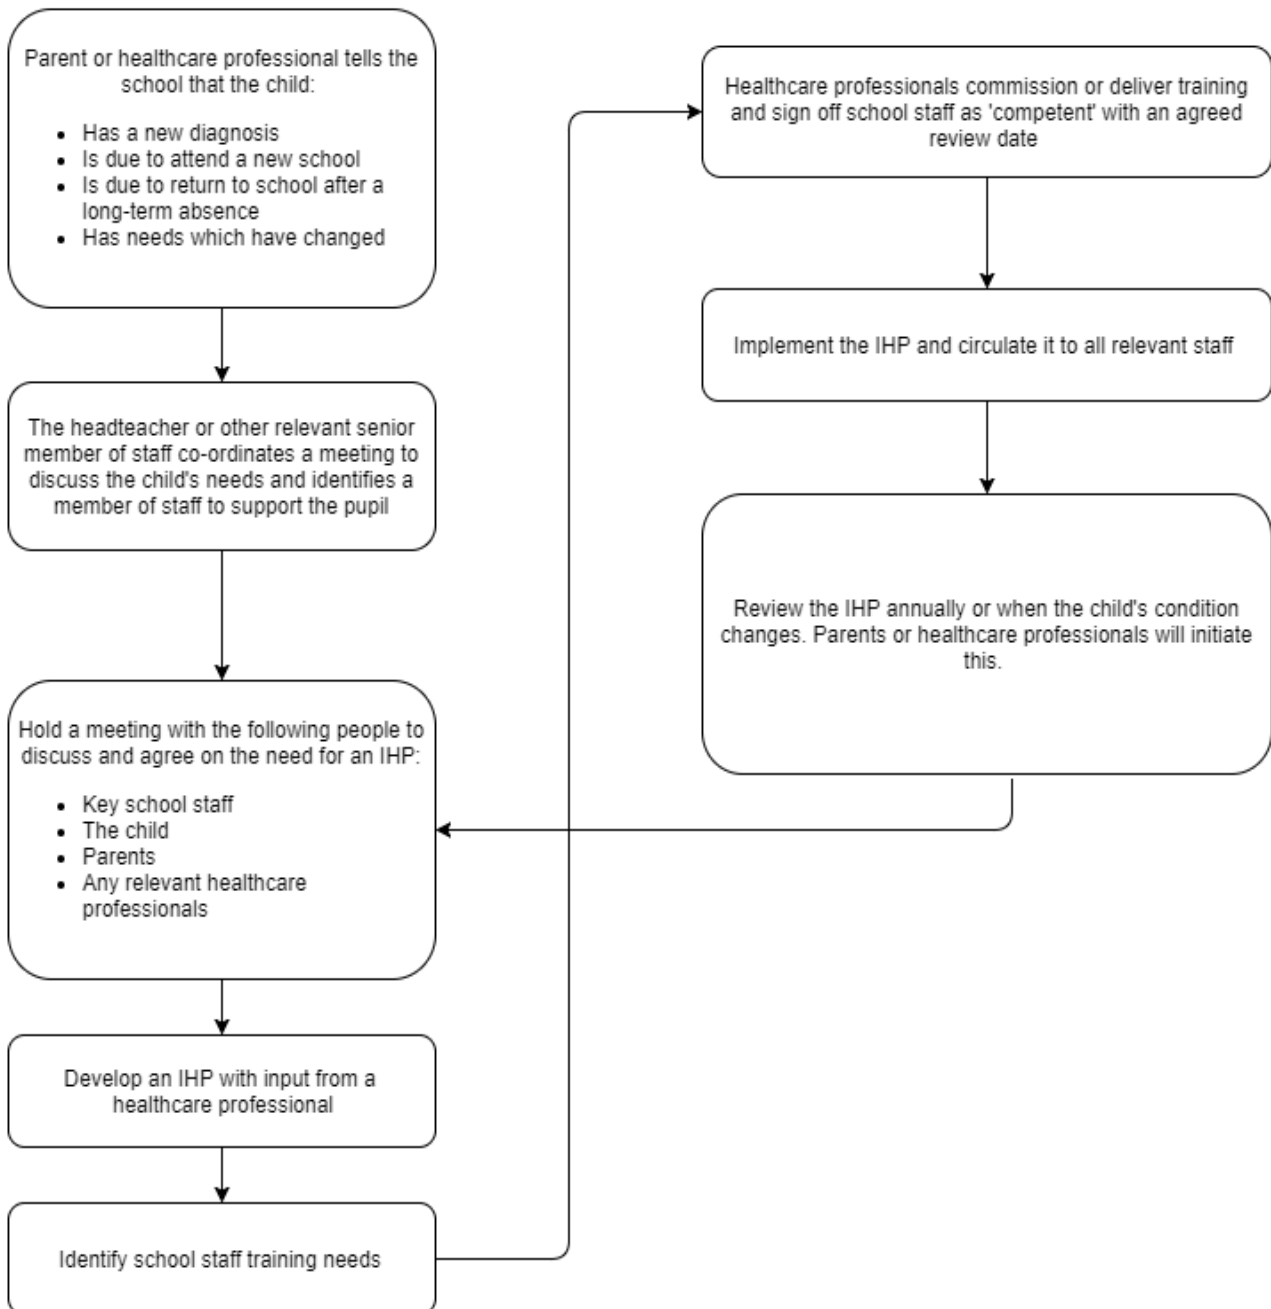 Parent or healthcare professional tells the
school that the child:
• Has a new diagnosis
• Is due to attend a new school
• Is due to return to school after a
long-term absence
• Has needs which have changed
The headteacher or other relevant senior
member of staff co-ordinates a meeting to
discuss the child's needs and identifies a
member of staff to support the pupil
Hold a meeting with the following people to
discuss and agree on the need for an IHP:
• Key school staff
• The child
• Parents
• Any relevant healthcare
professionals
Develop an IHP with input from a
healthcare professional
Identify school staff training needs
Healthcare professionals commission or deliver training
and sign off school staff as 'competent' with an agreed
review date
Implement the IHP and circulate it to all relevant staff
Review the IHP annually or when the child's condition
changes. Parents or healthcare professionals will initiate
this.